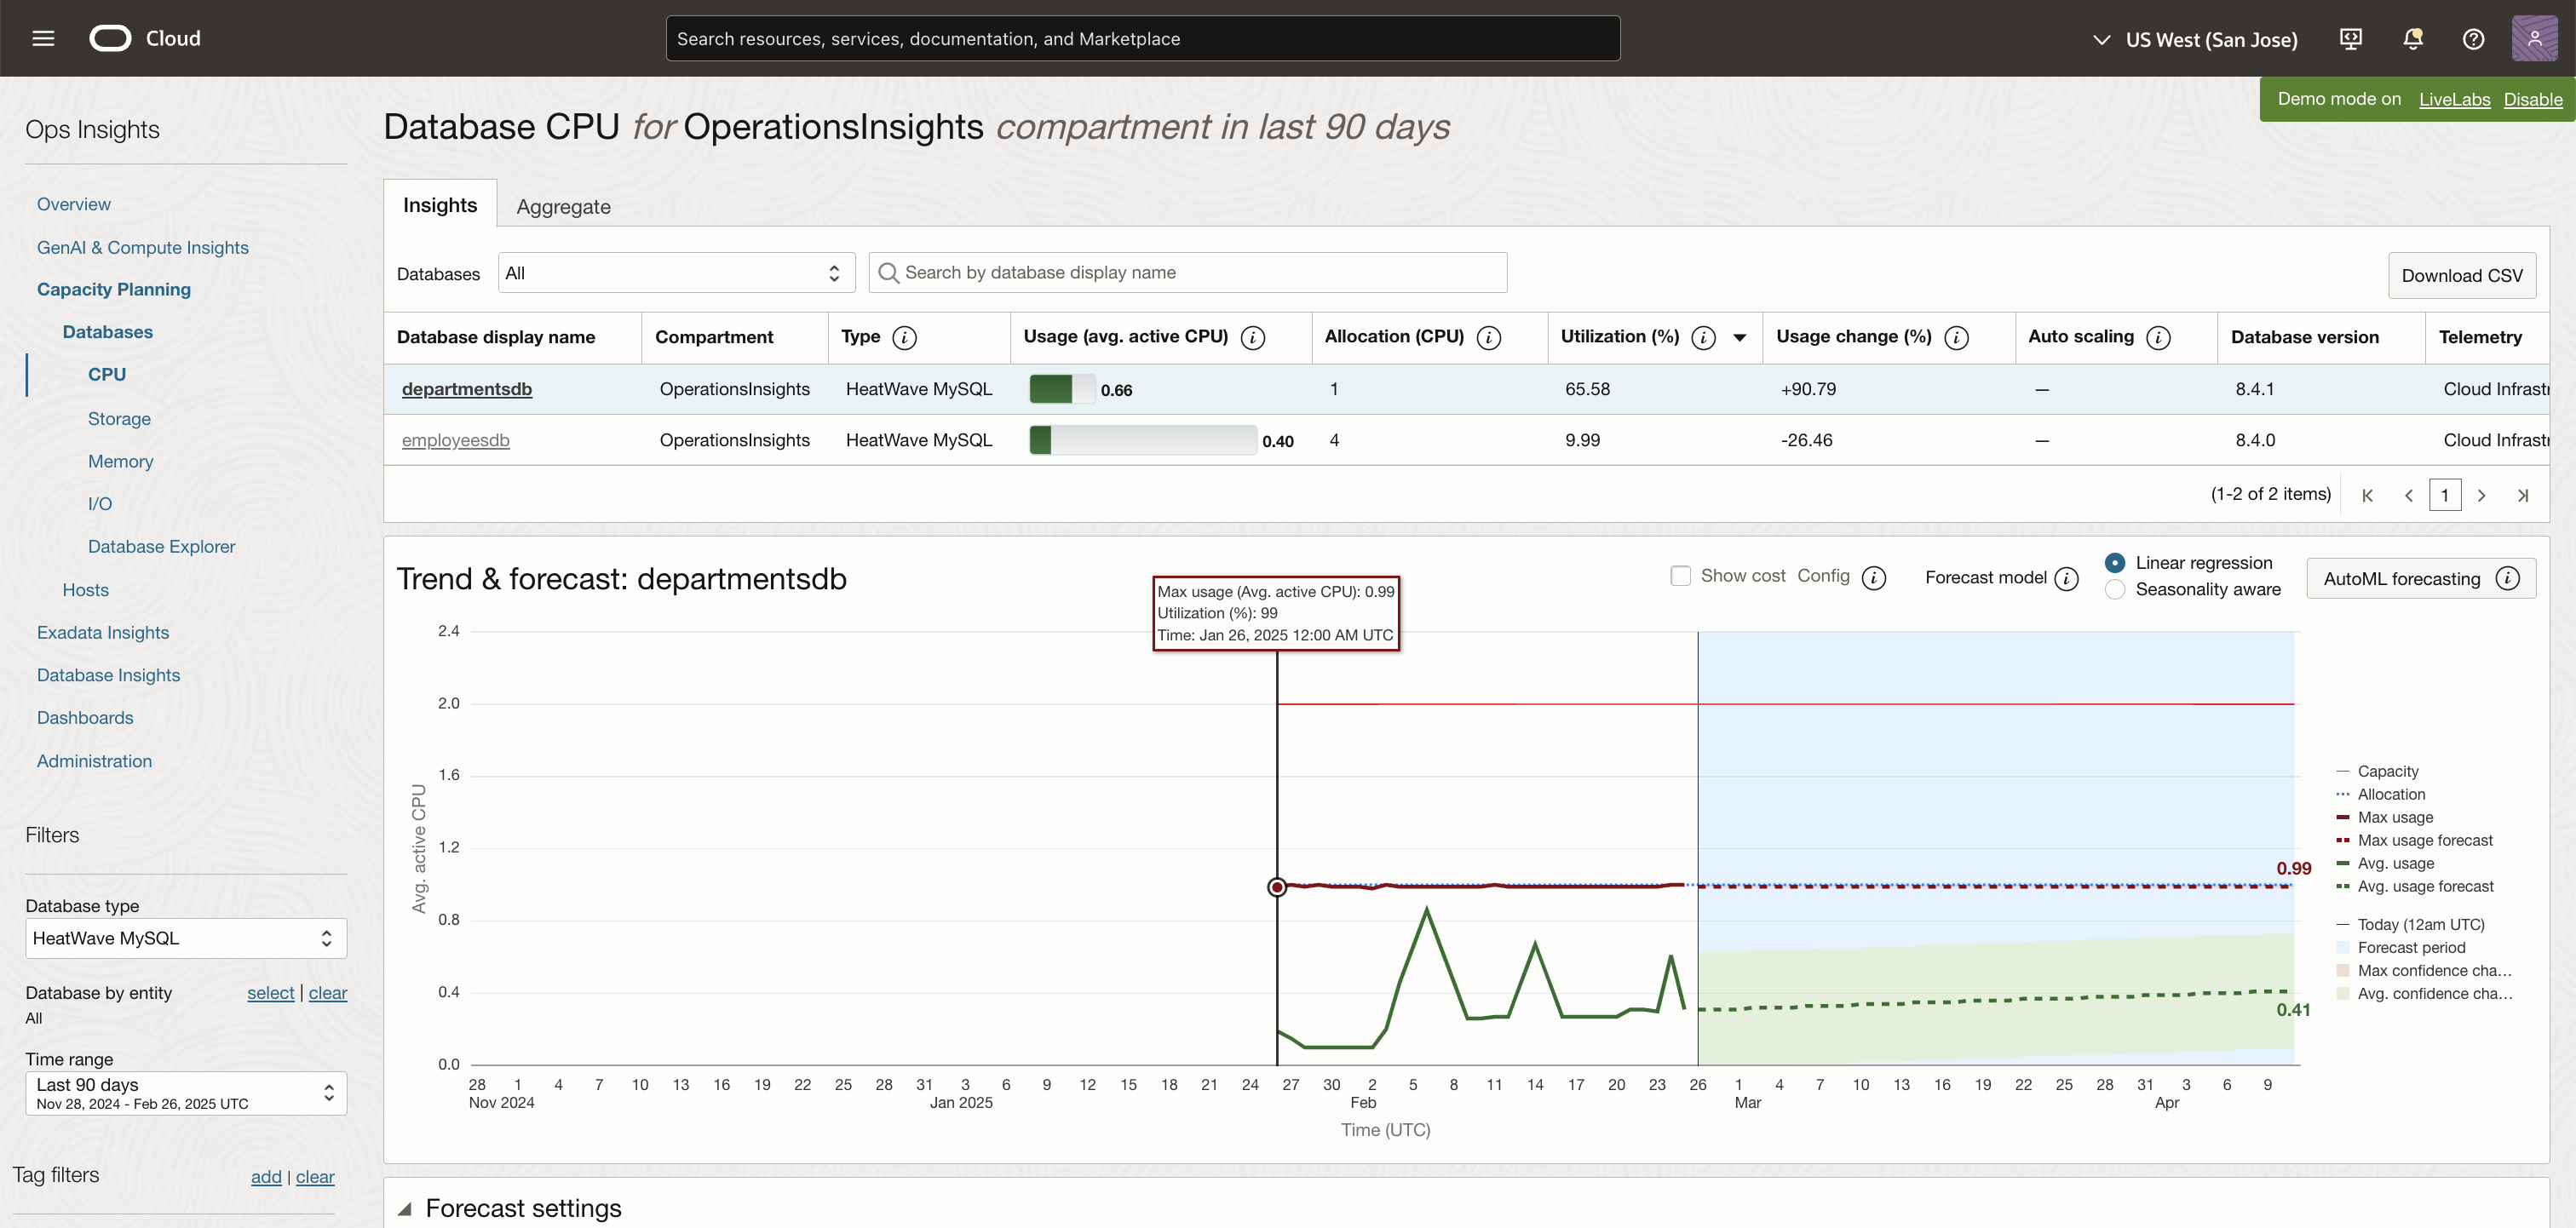 Cloud
Search resources, services, documentation, and Marketplace
US West (San Jose)
Demo mode on LiveLabs Disable
Ops Insights
Overview
GenAI & Compute Insights
Capacity Planning
Databases
CPU
Storage
Memory
I/O
Database Explorer
Hosts
Exadata Insights
Database Insights
Dashboards
Administration
Filters
Database type
HeatWave MySQL
Database by entity select | clear
All
Time range
Last 90 days
Nov 28, 2024 - Feb 26, 2025 UTC
Tag filters add | clear
Database CPU for OperationsInsights compartment in last 90 days
Insights Aggregate
Databases All Search by database display name Download CSV
Database display name Compartment Type Usage (avg. active CPU) Allocation (CPU) Utilization (%) Usage change (%) Auto scaling Database version Telemetry
departmentsdb OperationsInsights HeatWave MySQL 0.66 1 65.58 +90.79 — 8.4.1 Cloud Infrastr
employeesdb OperationsInsights HeatWave MySQL 0.40 4 9.99 -26.46 — 8.4.0 Cloud Infrastr
(1-2 of 2 items) 1
Trend & forecast: departmentsdb
Show cost Config Forecast model
Linear regression
Seasonality aware
AutoML forecasting
Max usage (Avg. active CPU): 0.99
Utilization (%): 99
Time: Jan 26, 2025 12:00 AM UTC
Avg. active CPU
2.4
2.0
1.6
1.2
0.8
0.4
0.0
0.99
0.41
28 1 4 7 10 13 16 19 22 25 28 31 3 6 9 12 15 18 21 24 27 30 2 5 8 11 14 17 20 23 26 1 4 7 10 13 16 19 22 25 28 31 3 6 9
Nov 2024 Jan 2025 Feb Mar Apr
Time (UTC)
Capacity
Allocation
Max usage
Max usage forecast
Avg. usage
Avg. usage forecast
Today (12am UTC)
Forecast period
Max confidence cha...
Avg. confidence cha...
Forecast settings